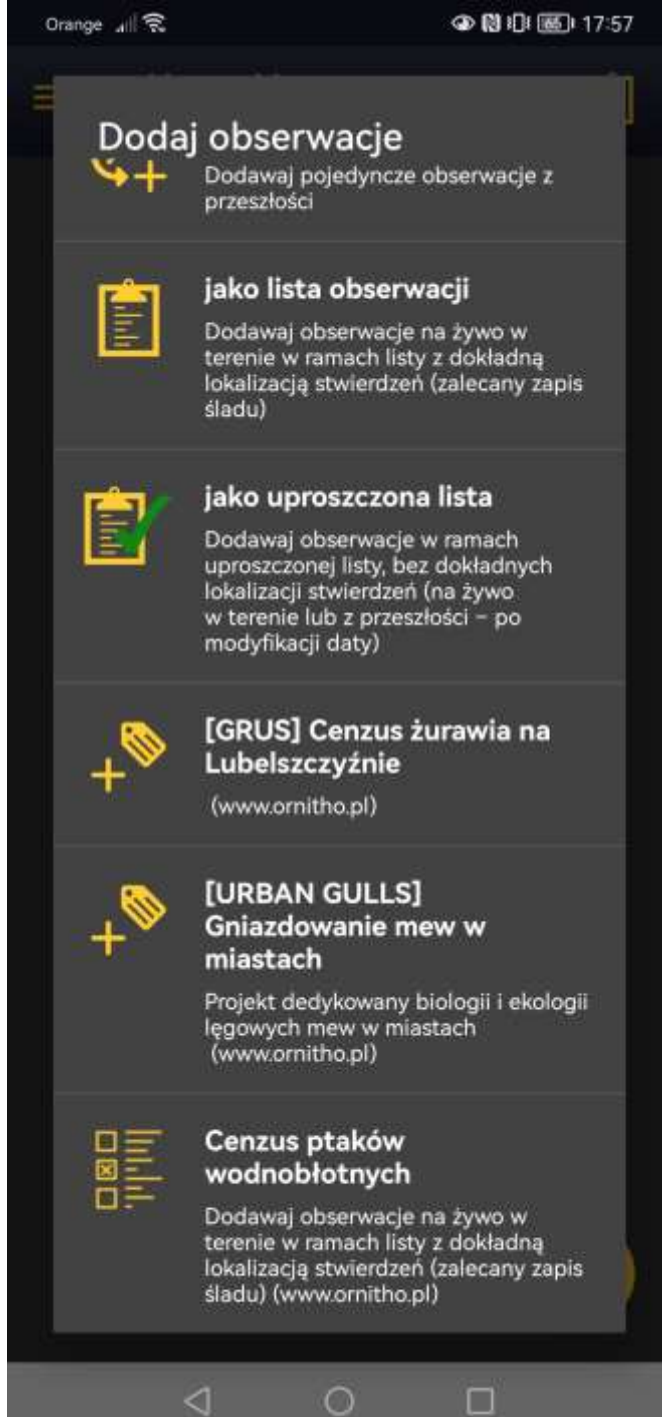 Orange 66 17:57
Dodaj obserwacje
Dodawaj pojedyncze obserwacje z
przeszłości
jako lista obserwacji
Dodawaj obserwacje na żywo w
terenie w ramach listy z dokładną
lokalizacją stwierdzeń (zalecany zapis
śladu)
jako uproszczona lista
Dodawaj obserwacje w ramach
uproszczonej listy, bez dokładnych
lokalizacji stwierdzeń (na żywo
w terenie lub z przeszłości – po
modyfikacji daty)
[GRUS] Cenzus żurawia na
Lubelszczyźnie
(www.ornitho.pl)
[URBAN GULLS]
Gniazdowanie mew w
miastach
Projekt dedykowany biologii i ekologii
lęgowych mew w miastach
(www.ornitho.pl)
Cenzus ptaków
wodnobłotnych
Dodawaj obserwacje na żywo w
terenie w ramach listy z dokładną
lokalizacją stwierdzeń (zalecany zapis
śladu) (www.ornitho.pl)